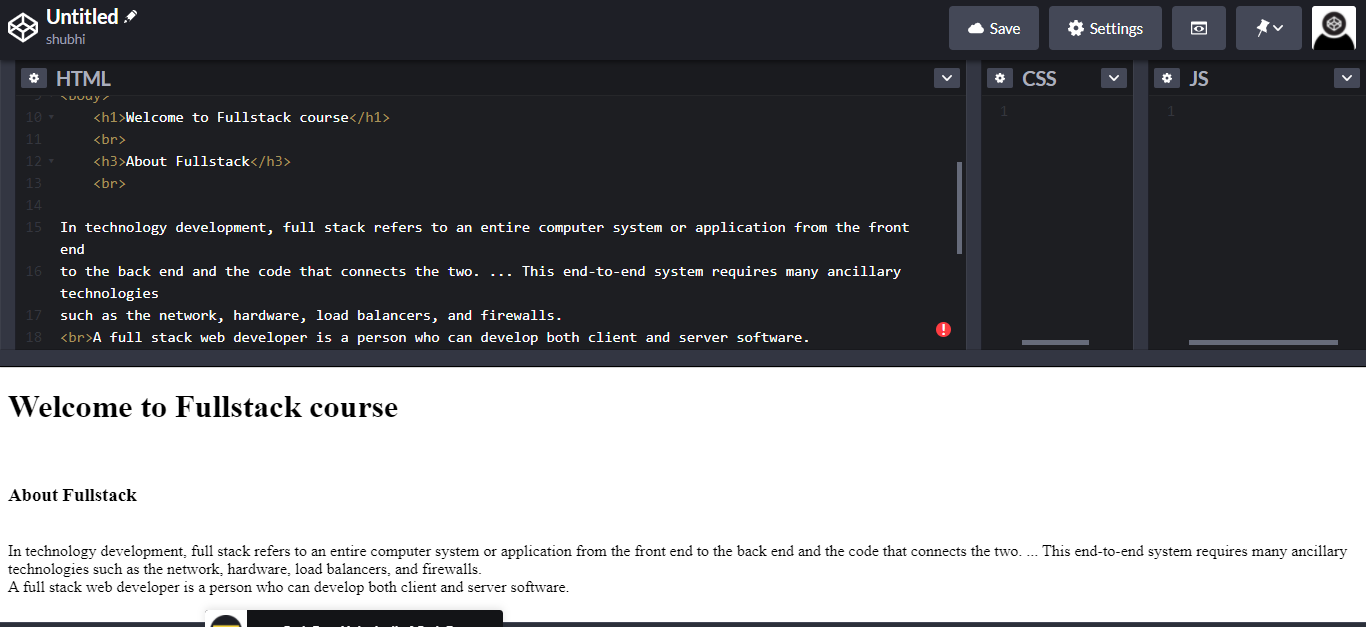 Untitled
shubhi
Save
Settings
HTML
CSS
JS
9 <body>
10 <h1>Welcome to Fullstack course</h1>
11 <br>
12 <h3>About Fullstack</h3>
13 <br>
14
15 In technology development, full stack refers to an entire computer system or application from the front
end
16 to the back end and the code that connects the two. ... This end-to-end system requires many ancillary
technologies
17 such as the network, hardware, load balancers, and firewalls.
18 <br>A full stack web developer is a person who can develop both client and server software.
1
1
Welcome to Fullstack course
About Fullstack
In technology development, full stack refers to an entire computer system or application from the front end to the back end and the code that connects the two. ... This end-to-end system requires many ancillary
technologies such as the network, hardware, load balancers, and firewalls.
A full stack web developer is a person who can develop both client and server software.